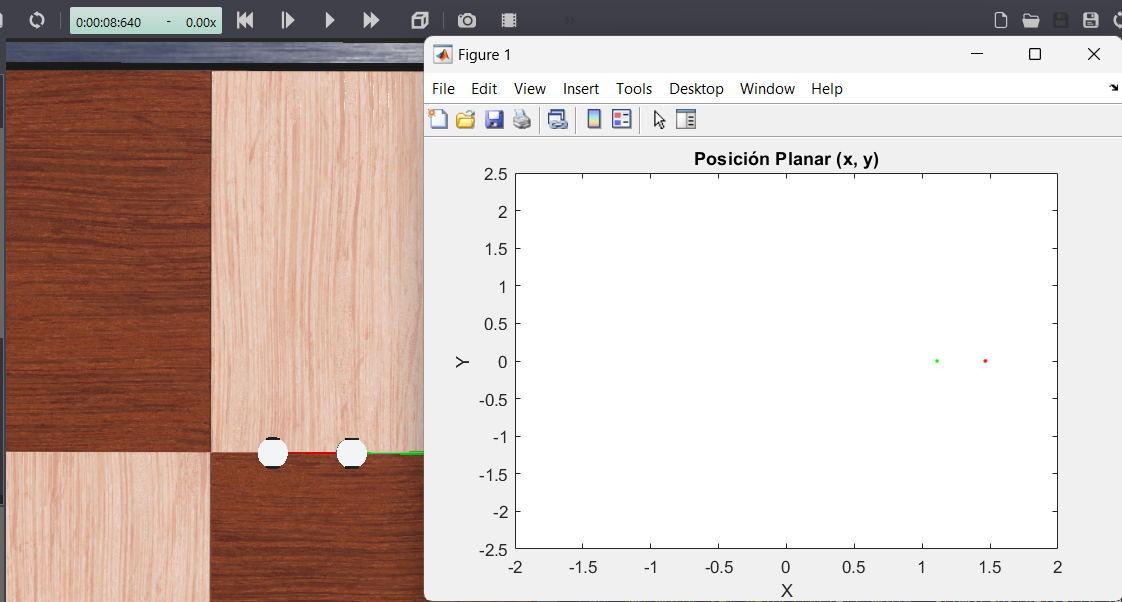 0:00:08:640 - 0.00x
Figure 1
File Edit View Insert Tools Desktop Window Help
Posición Planar (x, y)
2.5
2
1.5
1
0.5
0
-0.5
-1
-1.5
-2
-2.5
Y
-2 -1.5 -1 -0.5 0 0.5 1 1.5 2
X